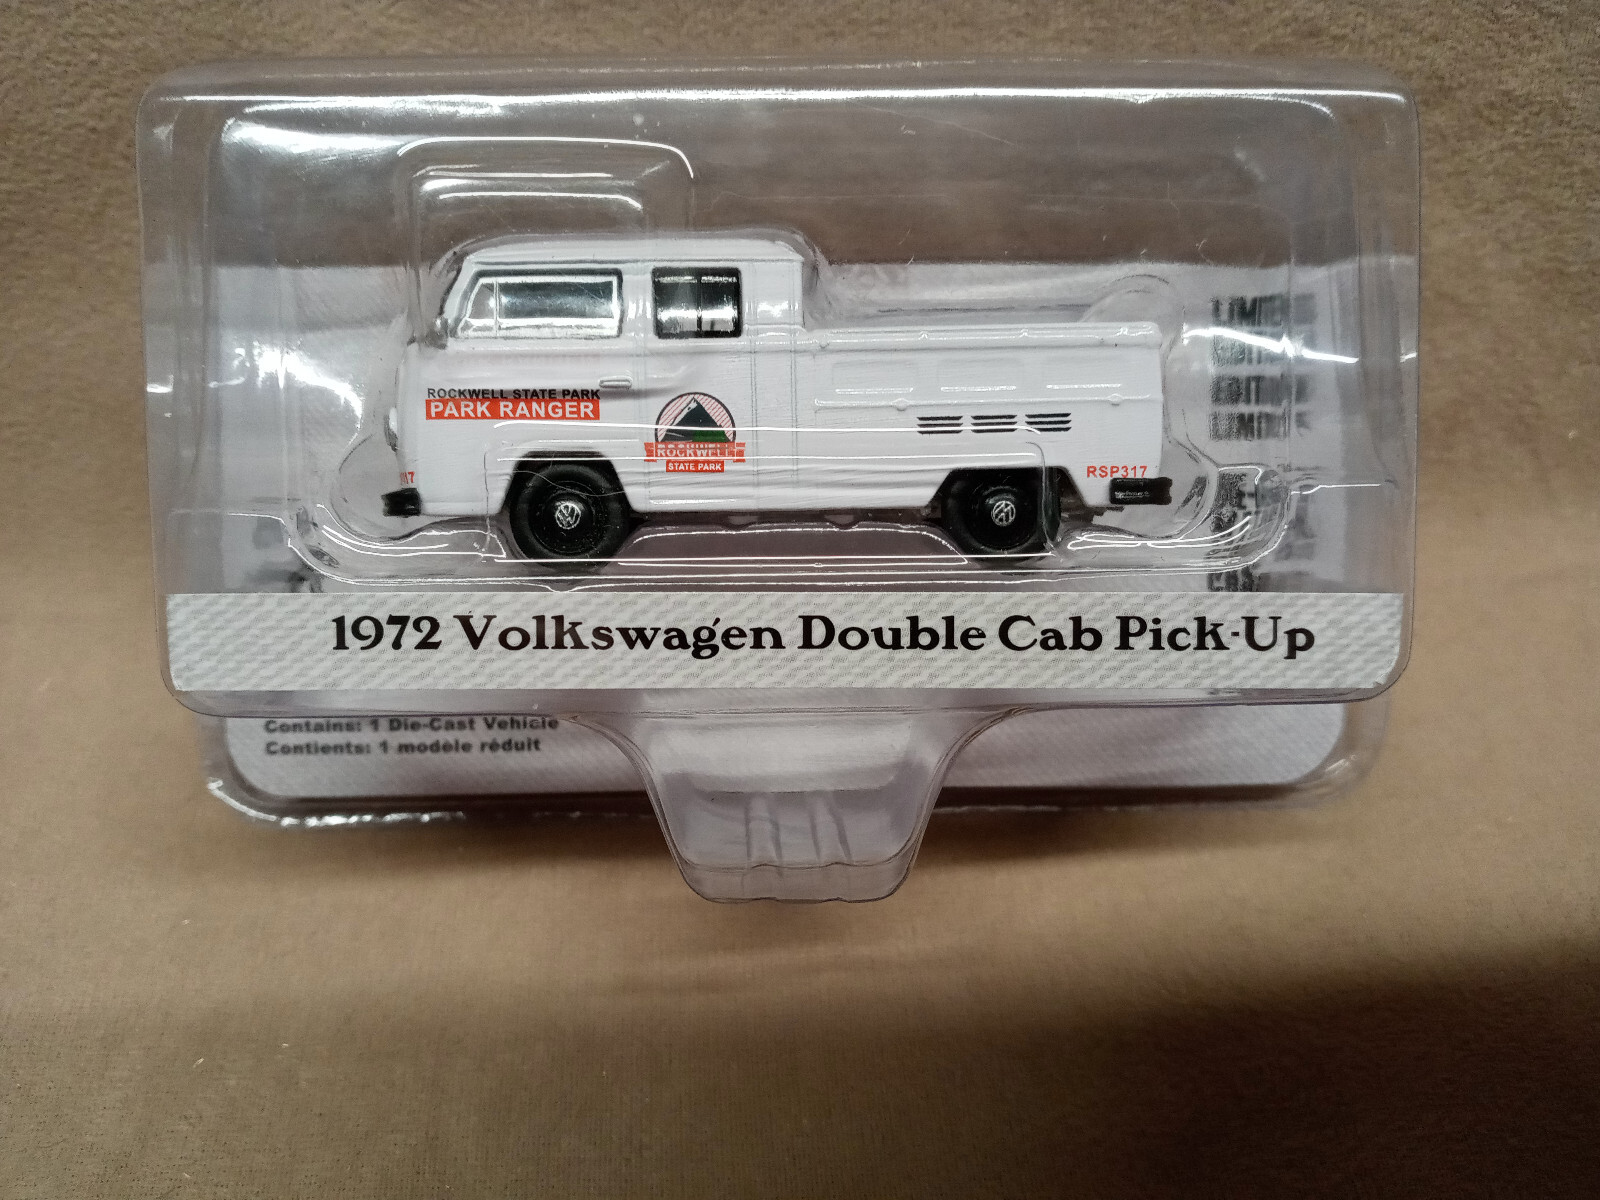 ROCKWELL STATE PARK
PARK RANGER
ROCKWELL
STATE PARK
RSP317
1972 Volkswagen Double Cab Pick-Up
Contains: 1 Die-Cast Vehicle
Contients: 1 modèle réduit